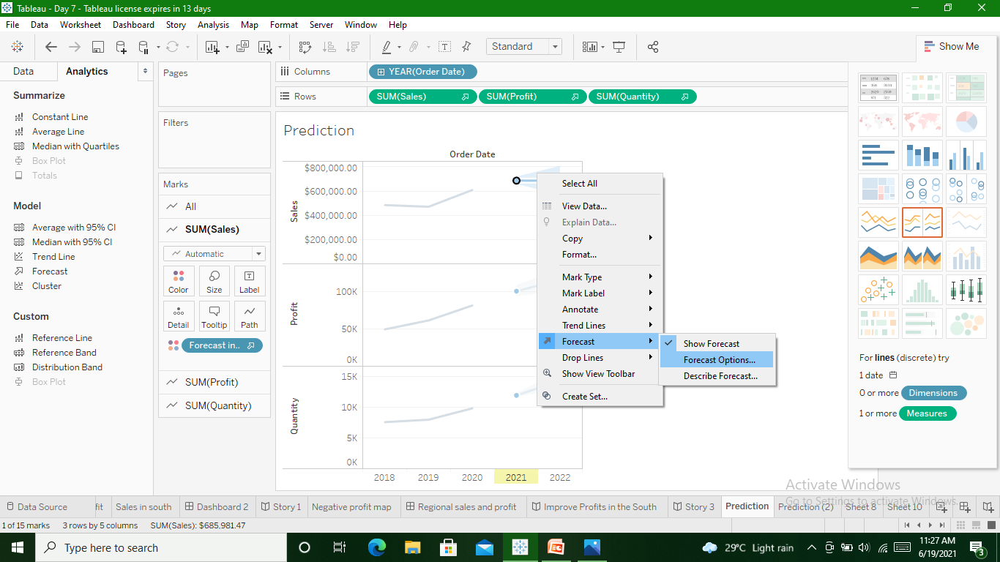 Tableau - Day 7 - Tableau license expires in 13 days
File Data Worksheet Dashboard Story Analysis Map Format Server Window Help
Standard
Show Me
Data Analytics
Summarize
Constant Line
Average Line
Median with Quartiles
Box Plot
Totals
Model
Average with 95% CI
Median with 95% CI
Trend Line
Forecast
Cluster
Custom
Reference Line
Reference Band
Distribution Band
Box Plot
Pages
Filters
Marks
All
SUM(Sales)
Automatic
Color Size Label
Detail Tooltip Path
Forecast in..
SUM(Profit)
SUM(Quantity)
Columns YEAR(Order Date)
Rows SUM(Sales) SUM(Profit) SUM(Quantity)
Prediction
Order Date
Sales
$800,000.00
$600,000.00
$400,000.00
$200,000.00
$0.00
Profit
100K
50K
0K
Quantity
15K
10K
5K
5K
0K
2018 2019 2020 2021 2022
Select All
View Data...
Explain Data...
Copy
Format...
Mark Type
Mark Label
Annotate
Trend Lines
Forecast
Drop Lines
Show View Toolbar
Create Set...
Show Forecast
Forecast Options...
Describe Forecast...
For lines (discrete) try
1 date
0 or more Dimensions
1 or more Measures
Activate Windows
Go to Settings to activate Windows.
Data Source fit Sales in south Dashboard 2 Story 1 Negative profit map Regional sales and profit Improve Profits in the South Story 3 Prediction Prediction (2) Sheet 8 Sheet 10
1 of 15 marks 3 rows by 5 columns SUM(Sales): $685,981.47
Type here to search
29°C Light rain
11:27 AM
6/19/2021
3